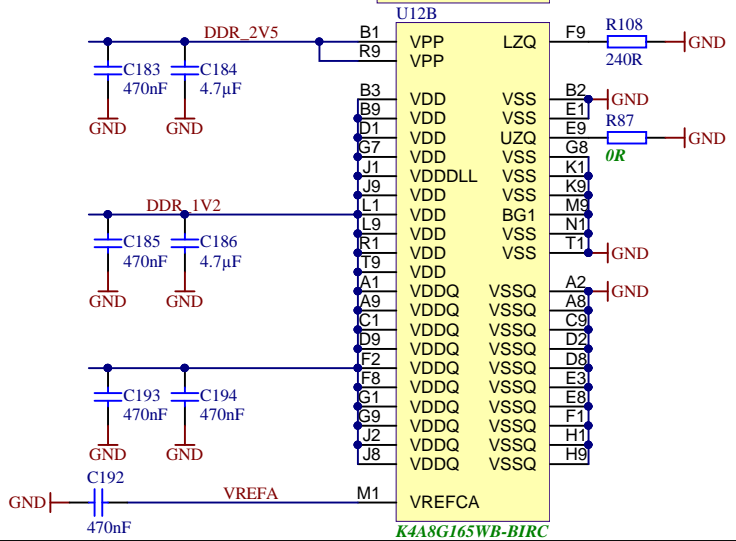 U12B
DDR_2V5
B1 VPP LZQ F9 R108
R9 VPP 240R GND
C183 C184
470nF 4.7µF
GND GND
B3 VDD VSS B2 GND
B9 VDD VSS E1
D1 VDD UZQ E9 R87 GND
0R
G7 VDD VSS G8
J1 VDDDLL VSS K1
J9 VDD VSS K9
DDR_1V2
L1 VDD BG1 M9
L9 VDD VSS N1
R1 VDD VSS T1 GND
T9 VDD
C185 C186
470nF 4.7µF
GND GND
A1 VDDQ VSSQ A2 GND
A9 VDDQ VSSQ A8
C1 VDDQ VSSQ C9
D9 VDDQ VSSQ D2
F2 VDDQ VSSQ D8
F8 VDDQ VSSQ E3
G1 VDDQ VSSQ E8
G9 VDDQ VSSQ F1
J2 VDDQ VSSQ H1
J8 VDDQ VSSQ H9
C193 C194
470nF 470nF
GND GND
C192
GND VREFA M1 VREFCA
470nF
K4A8G165WB-BIRC